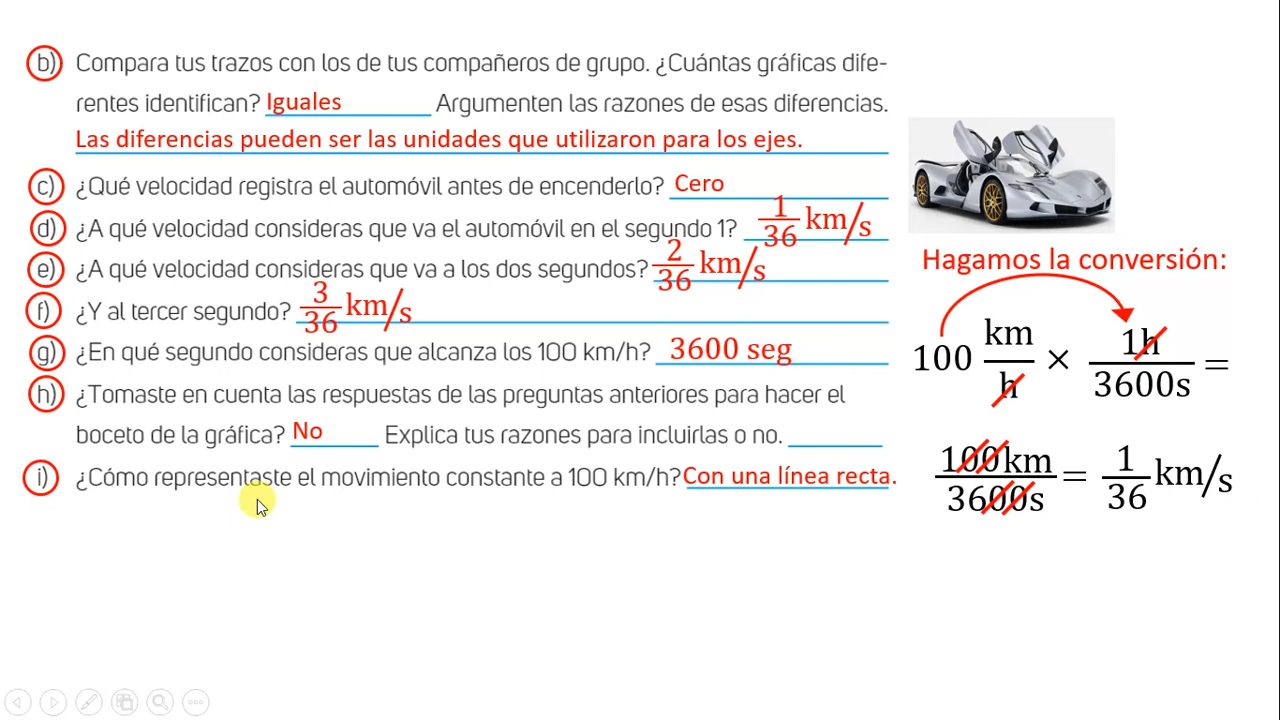 b) Compara tus trazos con los de tus compañeros de grupo. ¿Cuántas gráficas dife-
rentes identifican? Iguales Argumenten las razones de esas diferencias.
Las diferencias pueden ser las unidades que utilizaron para los ejes.
c) ¿Qué velocidad registra el automóvil antes de encenderlo? Cero
d) ¿A qué velocidad consideras que va el automóvil en el segundo 1? 1/36 km/s
e) ¿A qué velocidad consideras que va a los dos segundos? 2/36 km/s
f) ¿Y al tercer segundo? 3/36 km/s
g) ¿En qué segundo consideras que alcanza los 100 km/h? 3600 seg
h) ¿Tomaste en cuenta las respuestas de las preguntas anteriores para hacer el
boceto de la gráfica? No Explica tus razones para incluirlas o no.
i) ¿Cómo representaste el movimiento constante a 100 km/h? Con una línea recta.
Hagamos la conversión:
100 km/h × 1h/3600s =
100km/3600s = 1/36 km/s